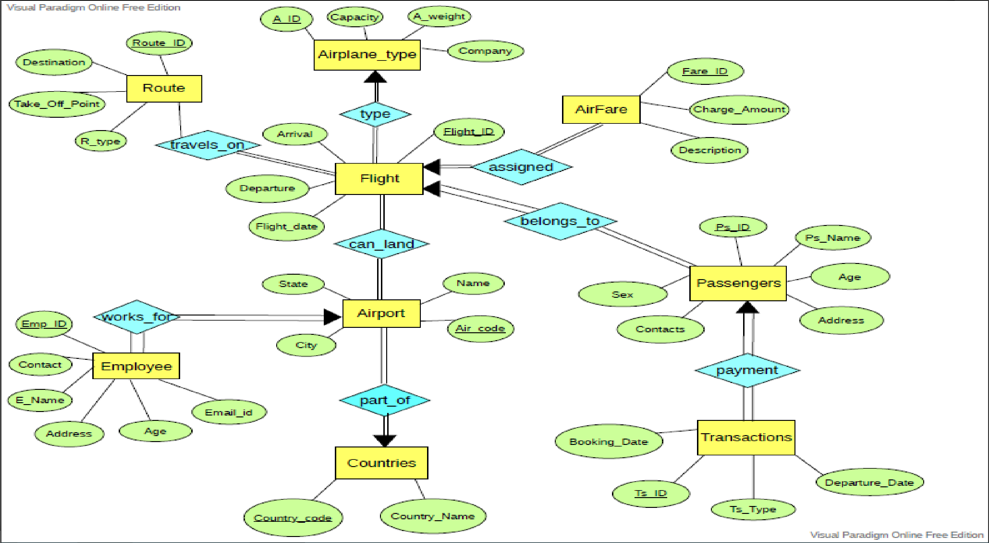 Visual Paradigm Online Free Edition
A_ID
Capacity
A_weight
Company
Airplane_type
Route_ID
Destination
Take_Off_Point
R_type
Route
type
travels_on
Fare_ID
Charge_Amount
Description
AirFare
assigned
Arrival
Flight_ID
Departure
Flight_date
Flight
belongs_to
can_land
Ps_ID
Ps_Name
Age
Address
Sex
Contacts
Passengers
State
Name
City
Air_code
Airport
works_for
Emp_ID
Contact
E_Name
Address
Age
Email_id
Employee
part_of
payment
Countries
Country_code
Country_Name
Transactions
Booking_Date
Ts_ID
Ts_Type
Departure_Date
Visual Paradigm Online Free Edition